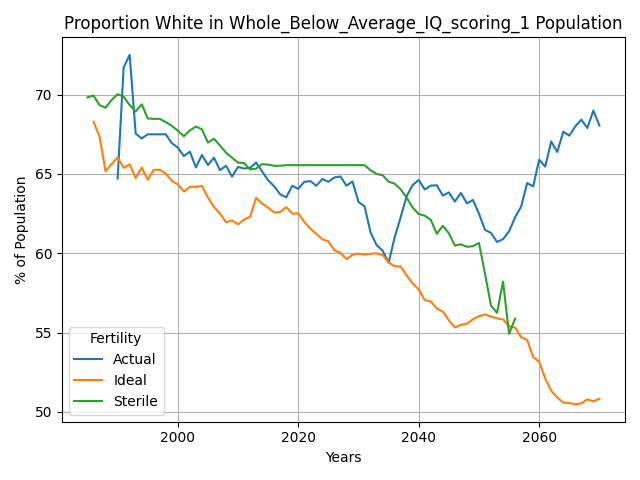 Proportion White in Whole_Below_Average_IQ_scoring_1 Population
% of Population
70
65
60
55
50
Fertility
Actual
Ideal
Sterile
2000
2020
2040
2060
Years